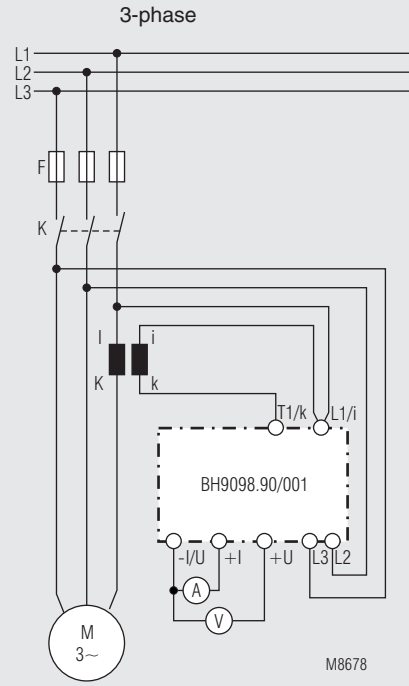 3-phase
L1
L2
L3
F
K
l i
K k
T1/k L1/i
BH9098.90/001
-I/U +I +U L3 L2
A
V
M
3~
M8678